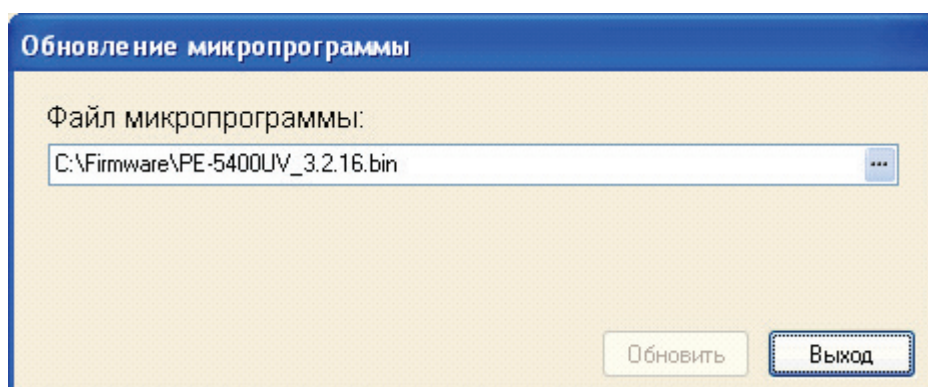 Обновление микропрограммы
Файл микропрограммы:
C:\Firmware\PE-5400UV_3.2.16.bin
...
Обновить
Выход